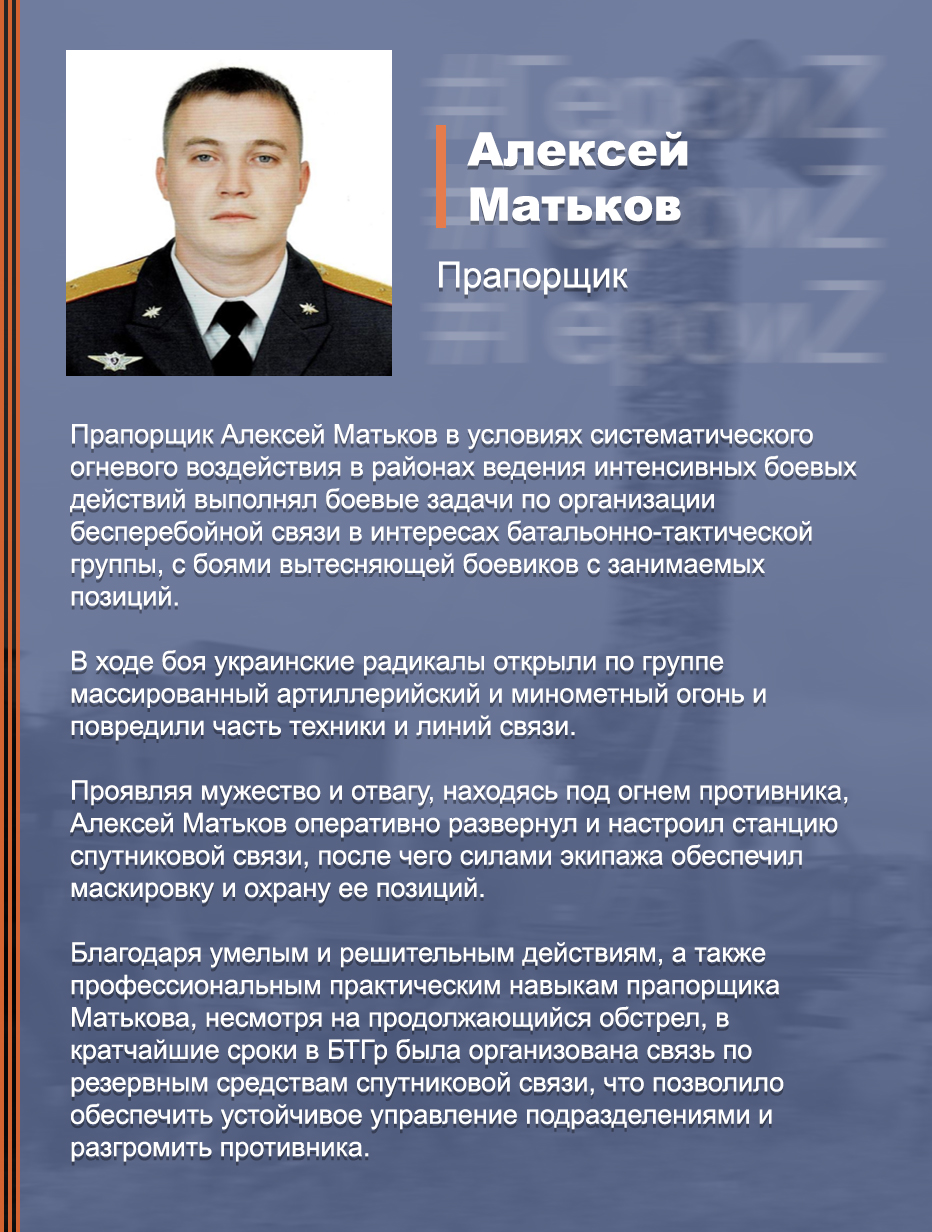 #ГероиZ
Алексей
Матьков
#ГероиZ
Прапорщик
#ГероиZ
Прапорщик Алексей Матьков в условиях систематического
огневого воздействия в районах ведения интенсивных боевых
действий выполнял боевые задачи по организации
бесперебойной связи в интересах батальонно-тактической
группы, с боями вытесняющей боевиков с занимаемых
позиций.
В ходе боя украинские радикалы открыли по группе
массированный артиллерийский и минометный огонь и
повредили часть техники и линий связи.
Проявляя мужество и отвагу, находясь под огнем противника,
Алексей Матьков оперативно развернул и настроил станцию
спутниковой связи, после чего силами экипажа обеспечил
маскировку и охрану ее позиций.
Благодаря умелым и решительным действиям, а также
профессиональным практическим навыкам прапорщика
Матькова, несмотря на продолжающийся обстрел, в
кратчайшие сроки в БТГр была организована связь по
резервным средствам спутниковой связи, что позволило
обеспечить устойчивое управление подразделениями и
разгромить противника.